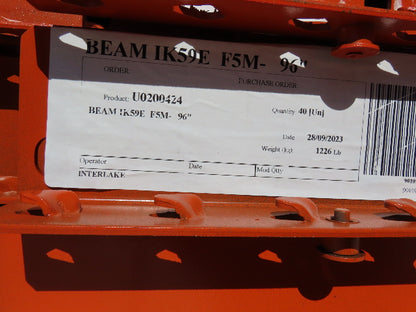 BEAM IK59E F5M- 96"
ORDER:
PURCHASE ORDER:
Product: U0200424
Quantity: 40 [Un]
BEAM IK59E F5M- 96"
Date 28/09/2023
Weight (Kg): 1226 Lb
Operator Date Mod Qty
INTERLAKE